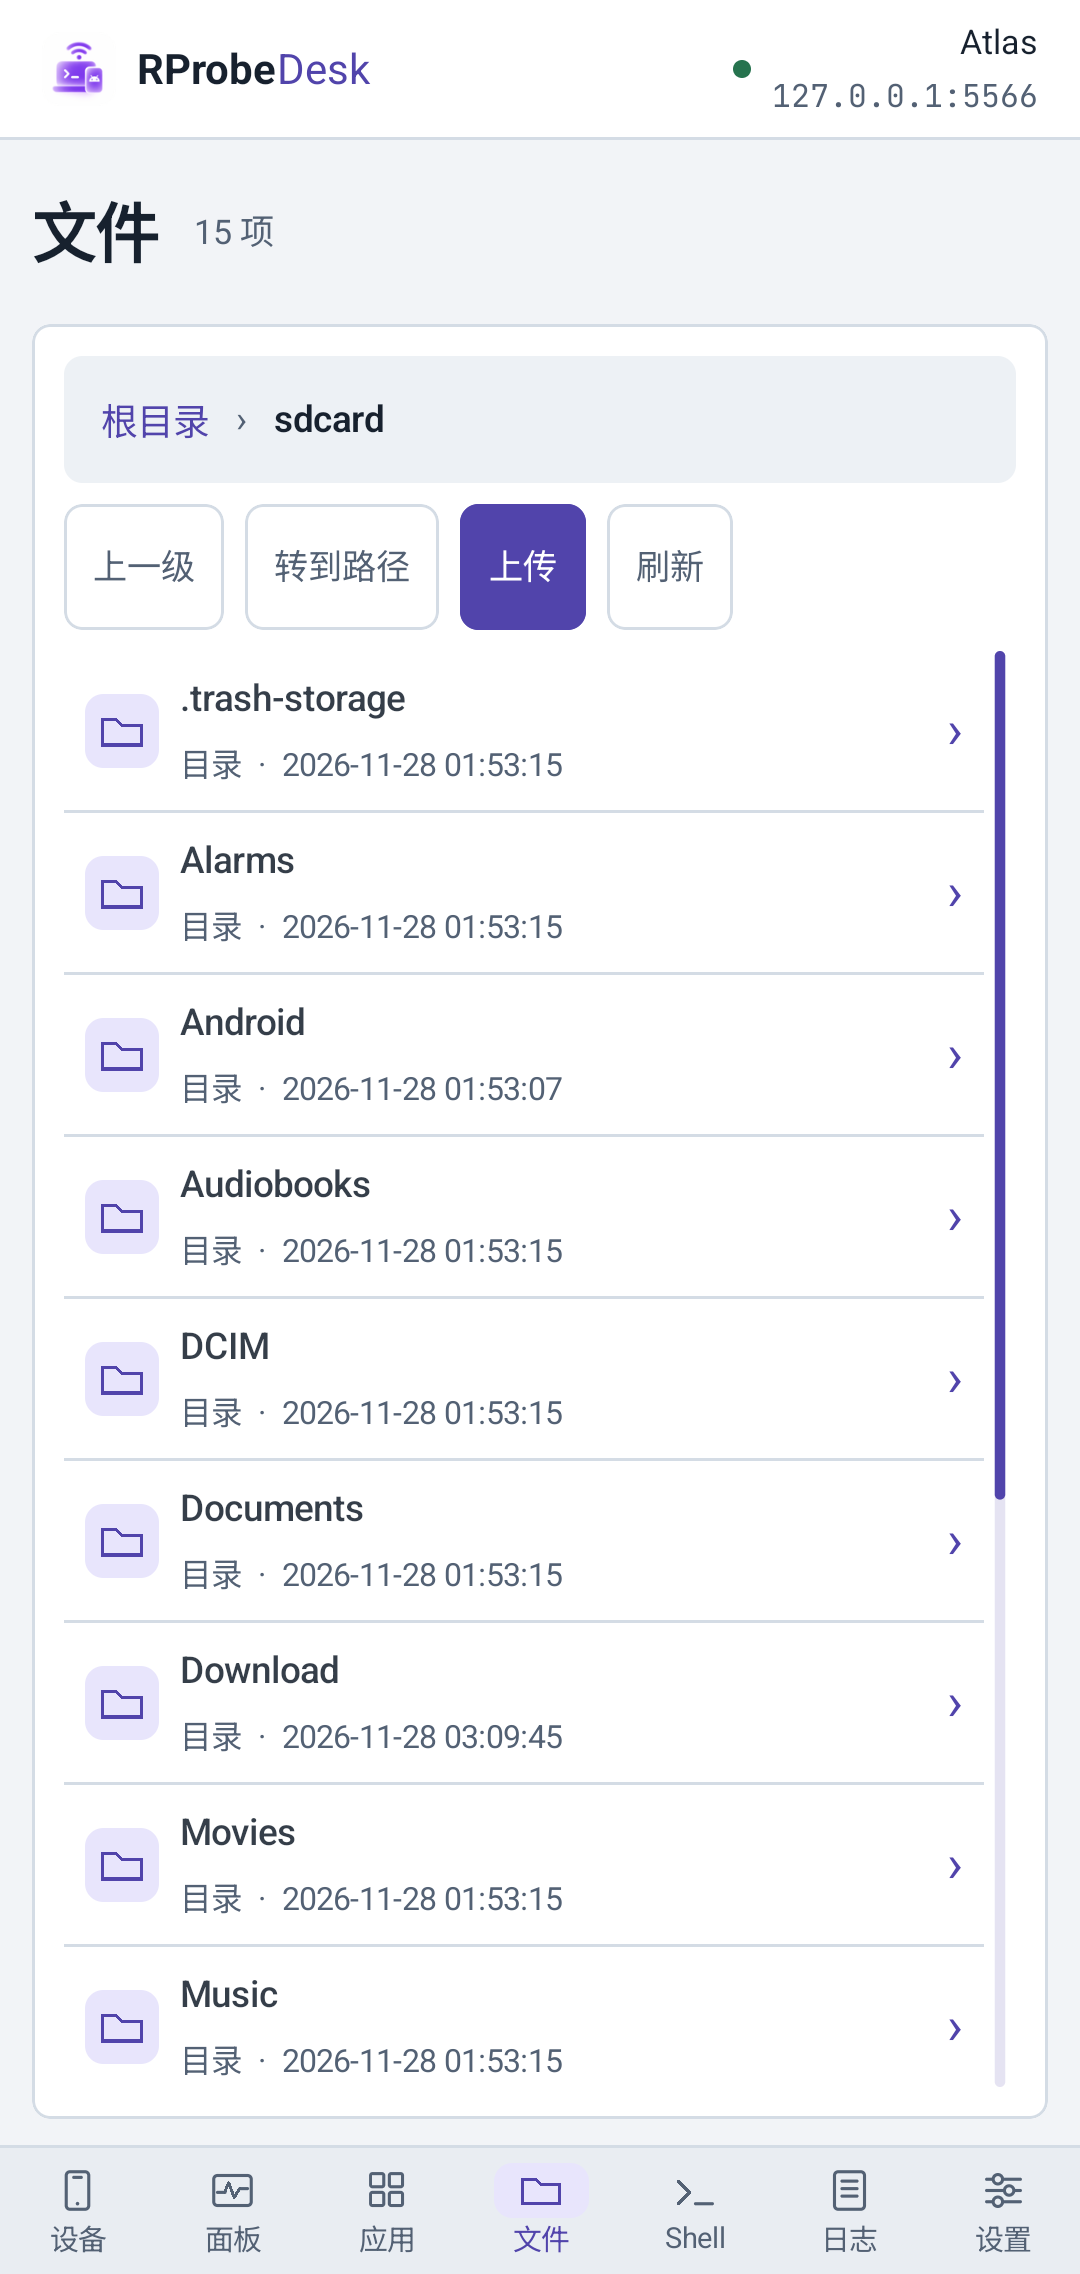 RProbeDesk
Atlas
127.0.0.1:5566
文件 15 项
根目录 › sdcard
上一级 转到路径 上传 刷新
.trash-storage
目录 · 2026-11-28 01:53:15
Alarms
目录 · 2026-11-28 01:53:15
Android
目录 · 2026-11-28 01:53:07
Audiobooks
目录 · 2026-11-28 01:53:15
DCIM
目录 · 2026-11-28 01:53:15
Documents
目录 · 2026-11-28 01:53:15
Download
目录 · 2026-11-28 03:09:45
Movies
目录 · 2026-11-28 01:53:15
Music
目录 · 2026-11-28 01:53:15
设备 面板 应用 文件 Shell 日志 设置